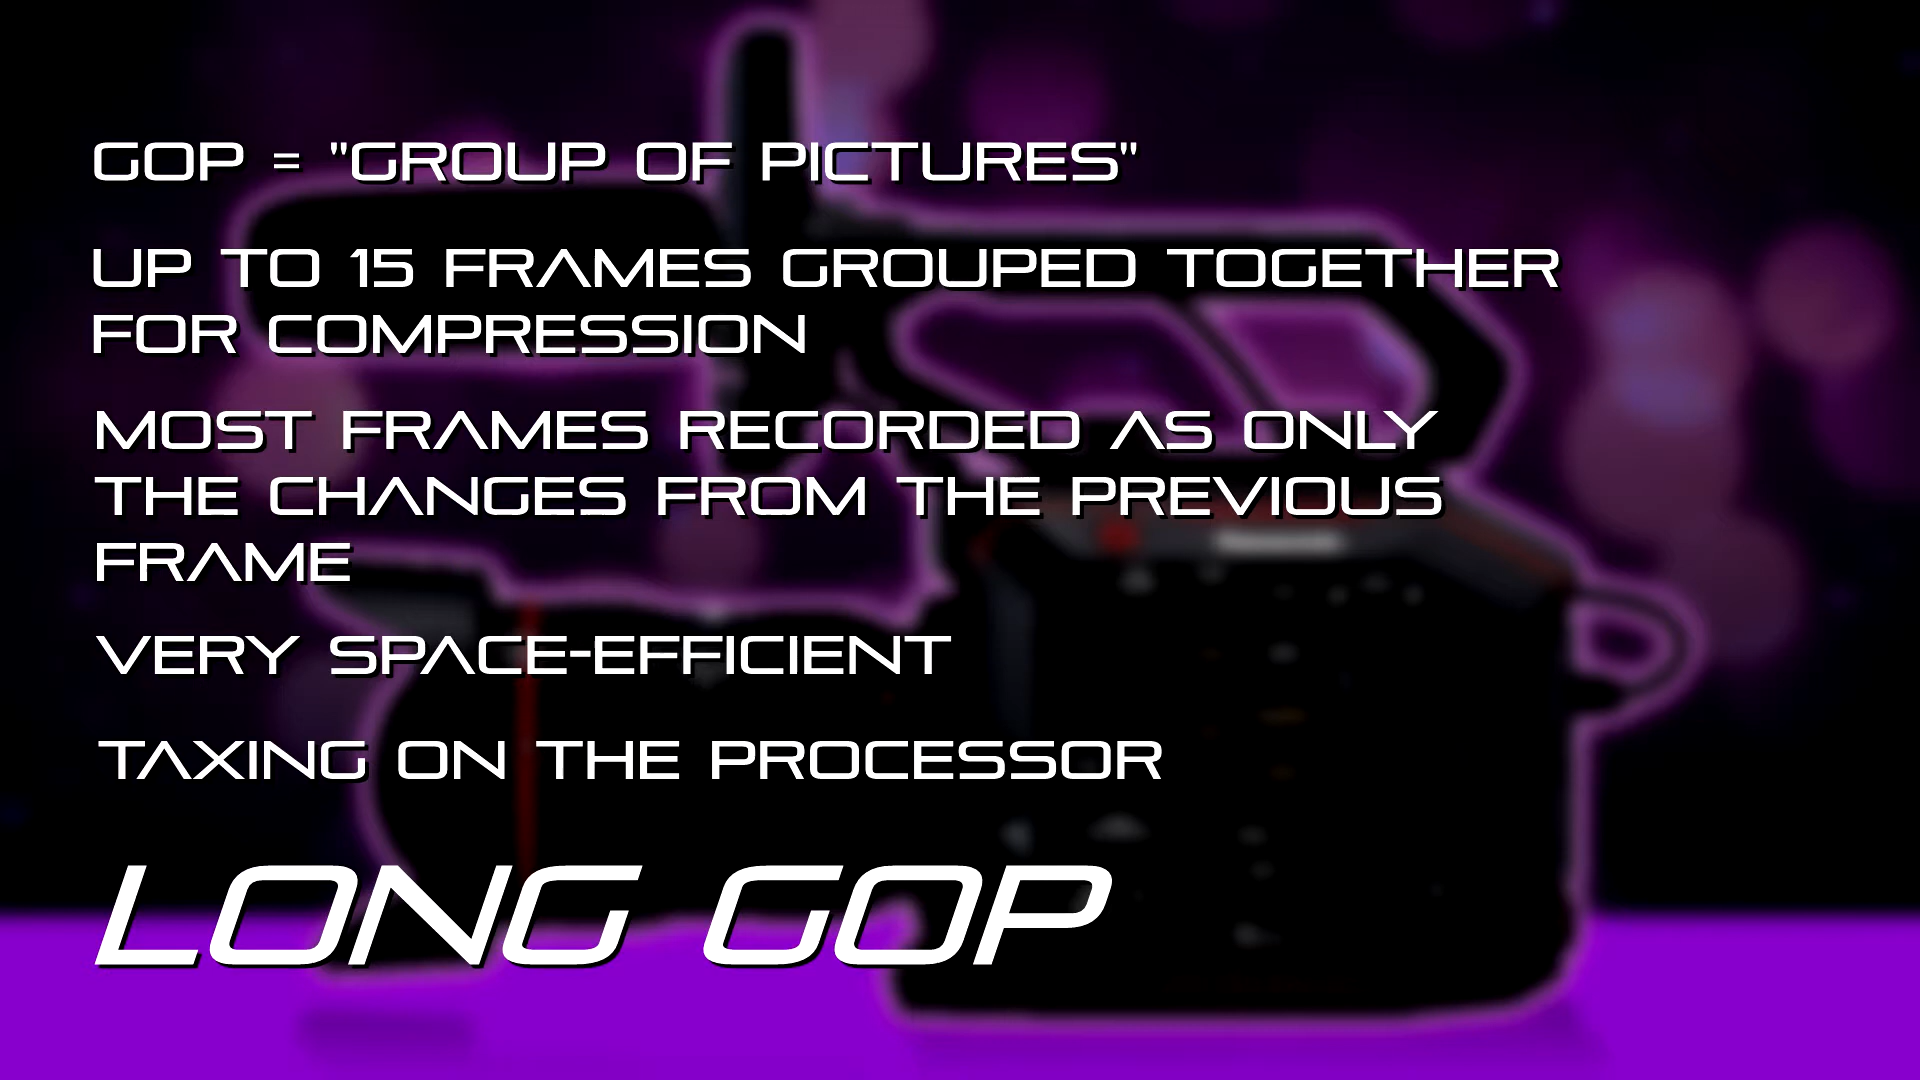 GOP = "GROUP OF PICTURES"
UP TO 15 FRAMES GROUPED TOGETHER
FOR COMPRESSION
MOST FRAMES RECORDED AS ONLY
THE CHANGES FROM THE PREVIOUS
FRAME
VERY SPACE-EFFICIENT
TAXING ON THE PROCESSOR
LONG GOP